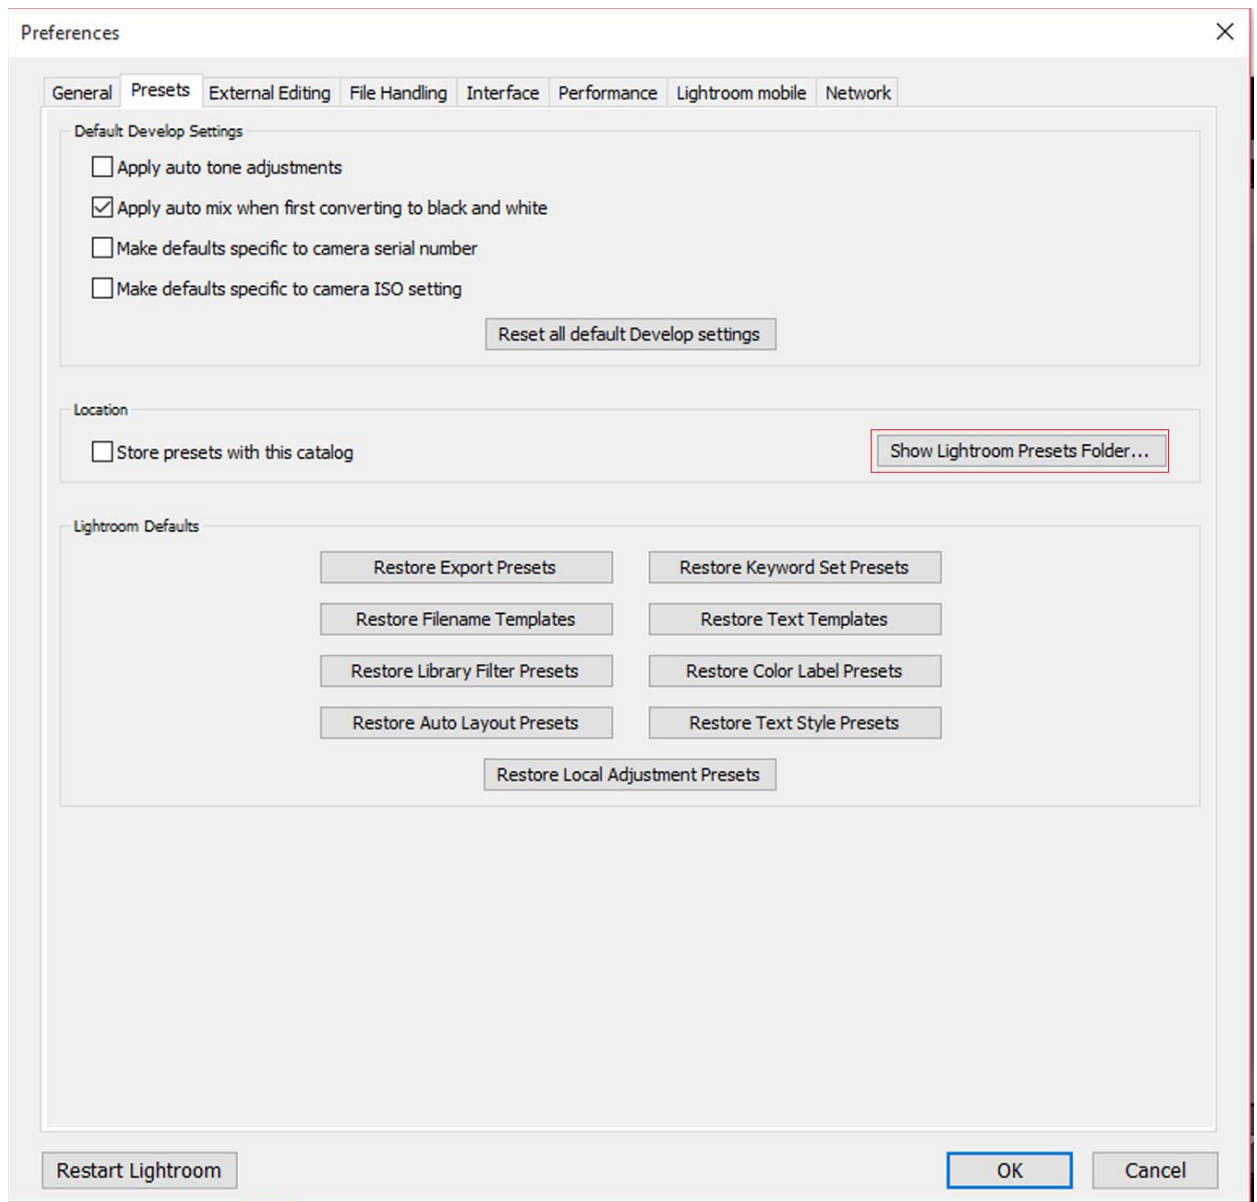 Preferences
General Presets External Editing File Handling Interface Performance Lightroom mobile Network
Default Develop Settings
Apply auto tone adjustments
Apply auto mix when first converting to black and white
Make defaults specific to camera serial number
Make defaults specific to camera ISO setting
Reset all default Develop settings
Location
Store presets with this catalog Show Lightroom Presets Folder...
Lightroom Defaults
Restore Export Presets Restore Keyword Set Presets
Restore Filename Templates Restore Text Templates
Restore Library Filter Presets Restore Color Label Presets
Restore Auto Layout Presets Restore Text Style Presets
Restore Local Adjustment Presets
Restart Lightroom OK Cancel